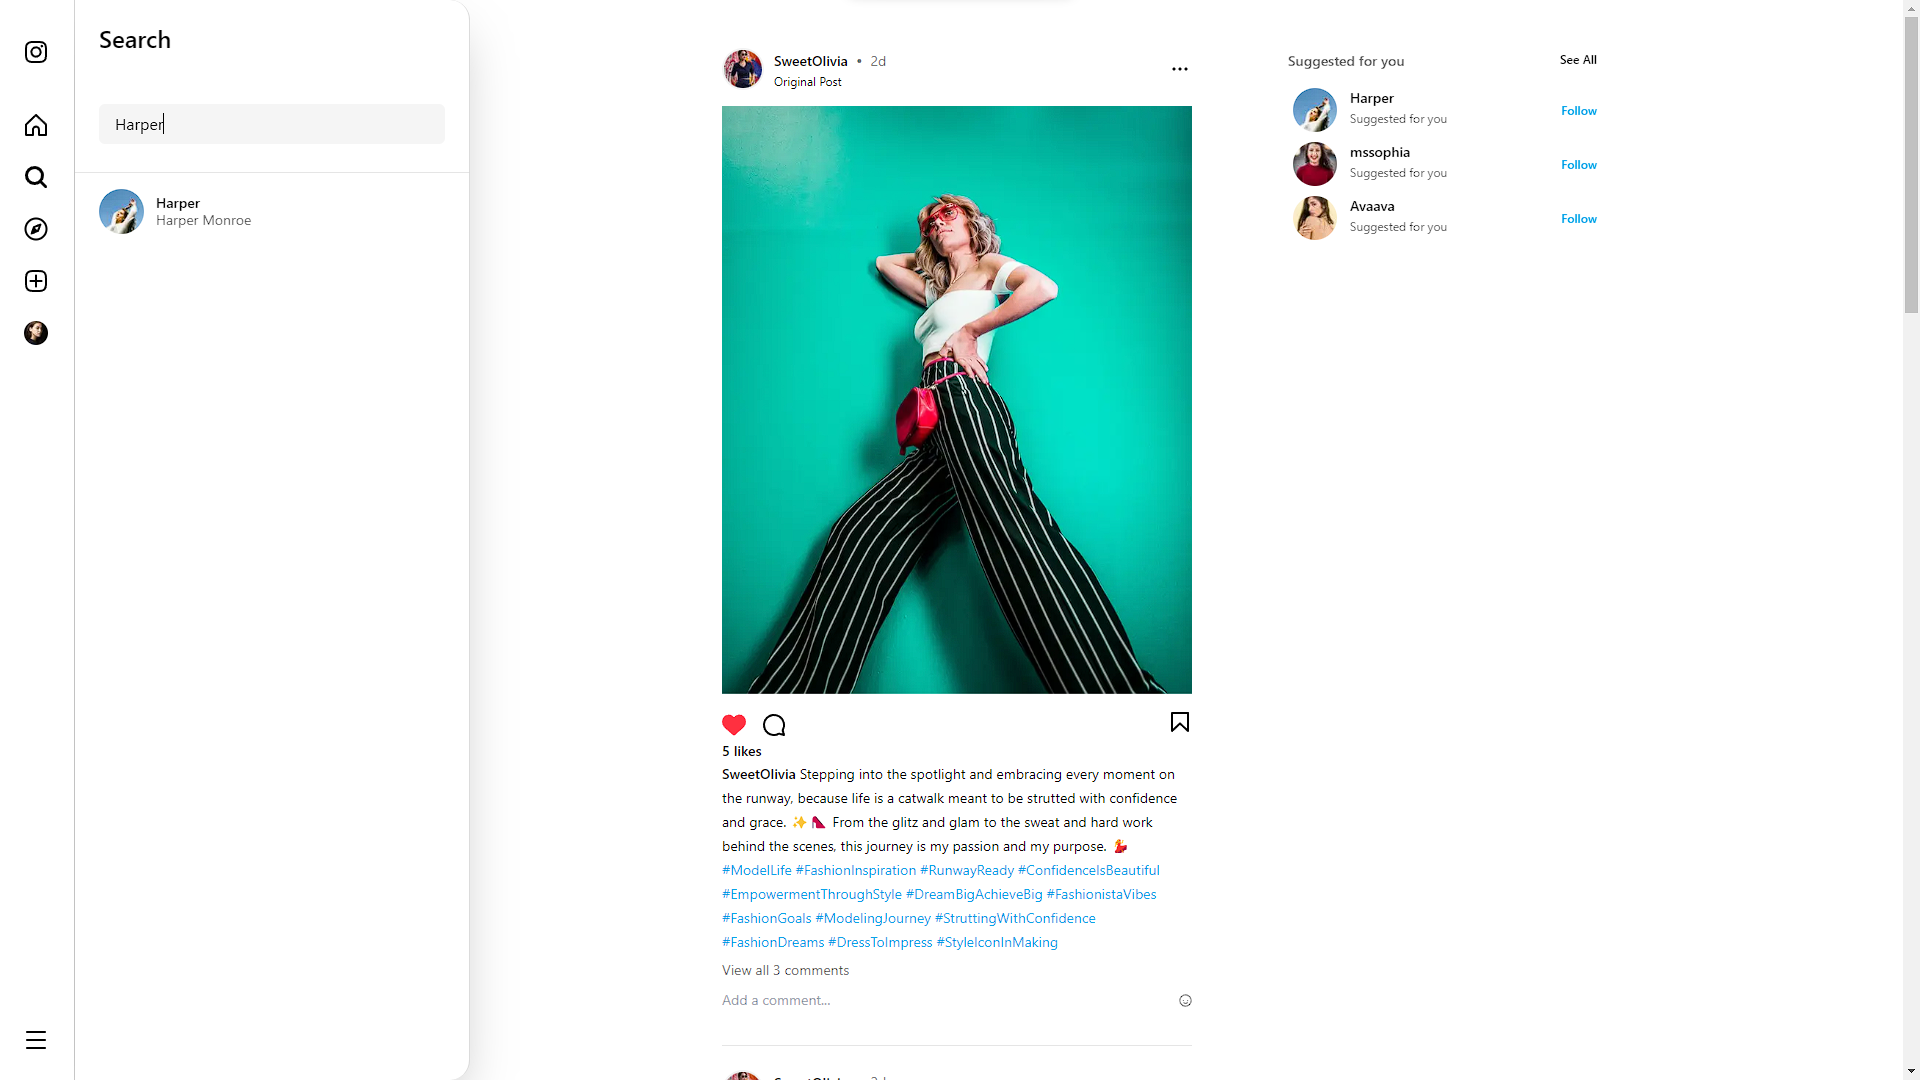 Search
Harper
Harper
Harper Monroe
SweetOlivia • 2d
Original Post
5 likes
SweetOlivia Stepping into the spotlight and embracing every moment on
the runway, because life is a catwalk meant to be strutted with confidence
and grace. ✨👠 From the glitz and glam to the sweat and hard work
behind the scenes, this journey is my passion and my purpose. 💃
#ModelLife #FashionInspiration #RunwayReady #ConfidenceIsBeautiful
#EmpowermentThroughStyle #DreamBigAchieveBig #FashionistaVibes
#FashionGoals #ModelingJourney #StruttingWithConfidence
#FashionDreams #DressToImpress #StyleIconInMaking
View all 3 comments
Add a comment...
Suggested for you
See All
Harper
Suggested for you
Follow
mssophia
Suggested for you
Follow
Avaava
Suggested for you
Follow